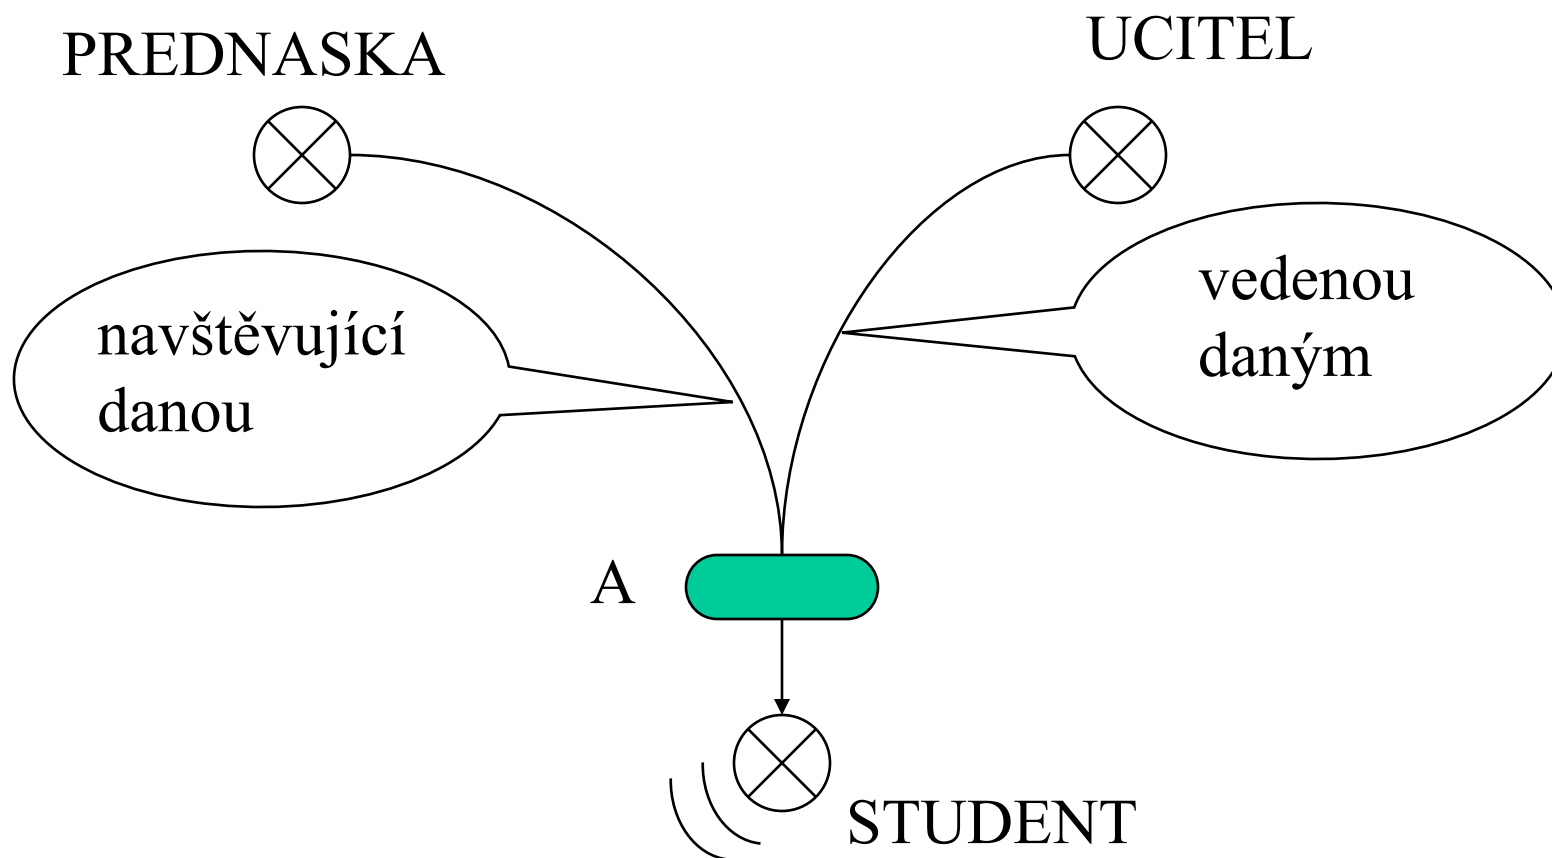 PREDNASKA
UCITEL
navštěvující
danou
vedenou
daným
A
STUDENT